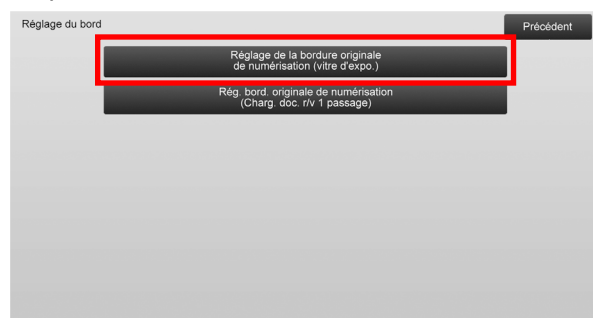 Réglage du bord
Précédent
Réglage de la bordure originale
de numérisation (vitre d'expo.)
Rég. bord. originale de numérisation
(Charg. doc. r/v 1 passage)